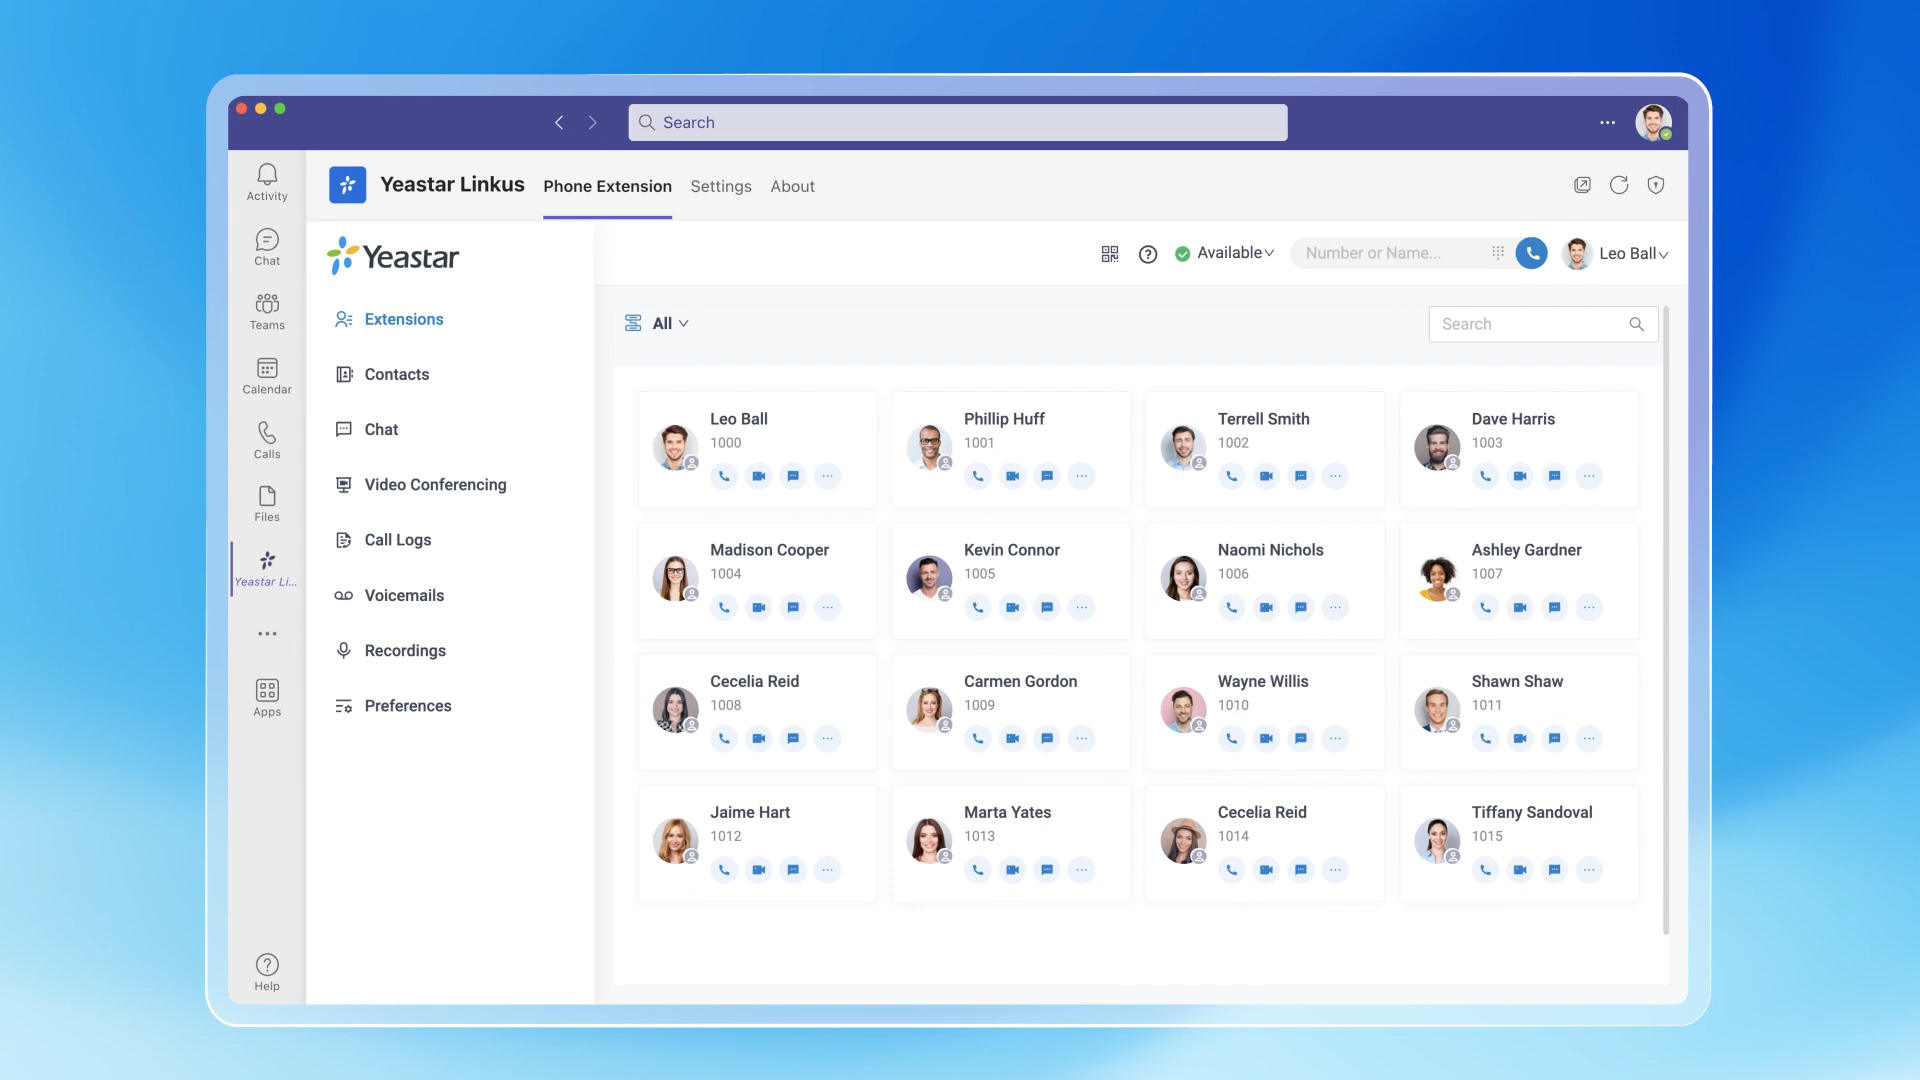 Search
Activity
Chat
Teams
Calendar
Calls
Files
Yeastar Li...
Apps
Help
Yeastar Linkus
Phone Extension
Settings
About
Yeastar
Available
Number or Name...
Leo Ball
Extensions
Contacts
Chat
Video Conferencing
Call Logs
Voicemails
Recordings
Preferences
All
Search
Leo Ball
1000
Phillip Huff
1001
Terrell Smith
1002
Dave Harris
1003
Madison Cooper
1004
Kevin Connor
1005
Naomi Nichols
1006
Ashley Gardner
1007
Cecelia Reid
1008
Carmen Gordon
1009
Wayne Willis
1010
Shawn Shaw
1011
Jaime Hart
1012
Marta Yates
1013
Cecelia Reid
1014
Tiffany Sandoval
1015